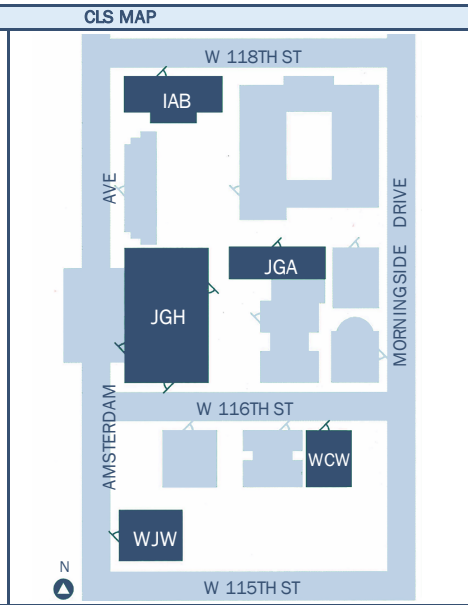 CLS MAP
W 118TH ST
IAB
AMSTERDAM AVE
MORNINGSIDE DRIVE
JGA
JGH
W 116TH ST
WCW
WJW
N
W 115TH ST